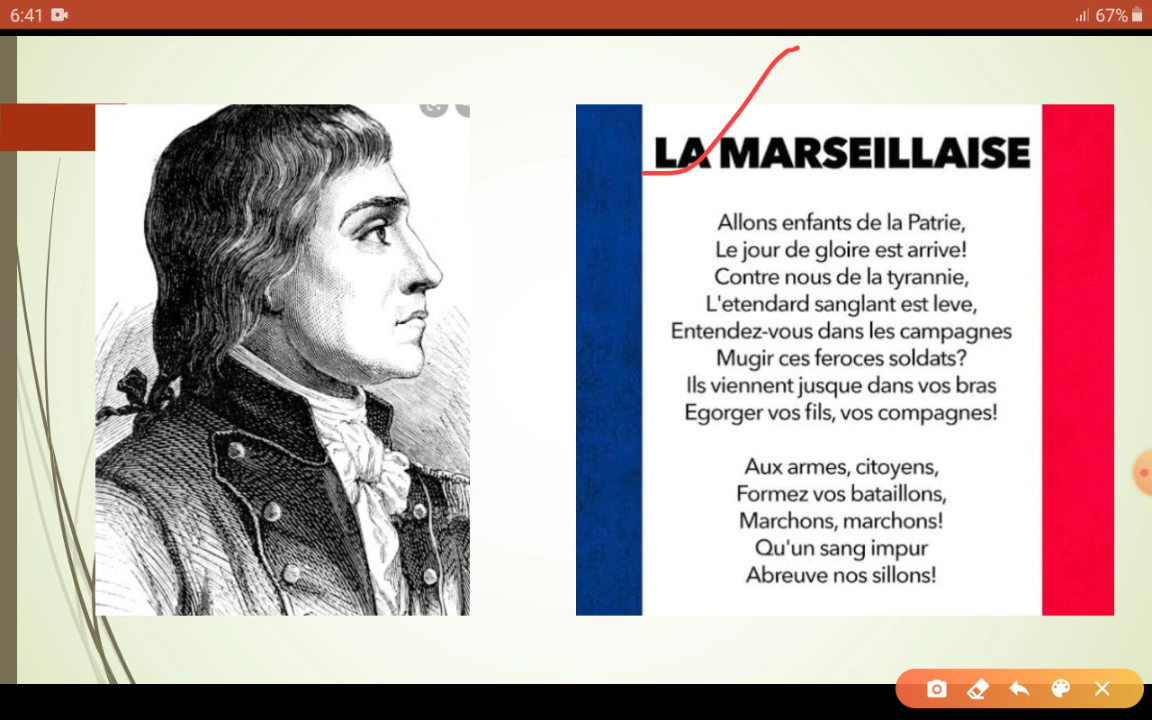 6:41
67%
LA MARSEILLAISE
Allons enfants de la Patrie,
Le jour de gloire est arrive!
Contre nous de la tyrannie,
L'etendard sanglant est leve,
Entendez-vous dans les campagnes
Mugir ces feroces soldats?
Ils viennent jusque dans vos bras
Egorger vos fils, vos compagnes!
Aux armes, citoyens,
Formez vos bataillons,
Marchons, marchons!
Qu'un sang impur
Abreuve nos sillons!